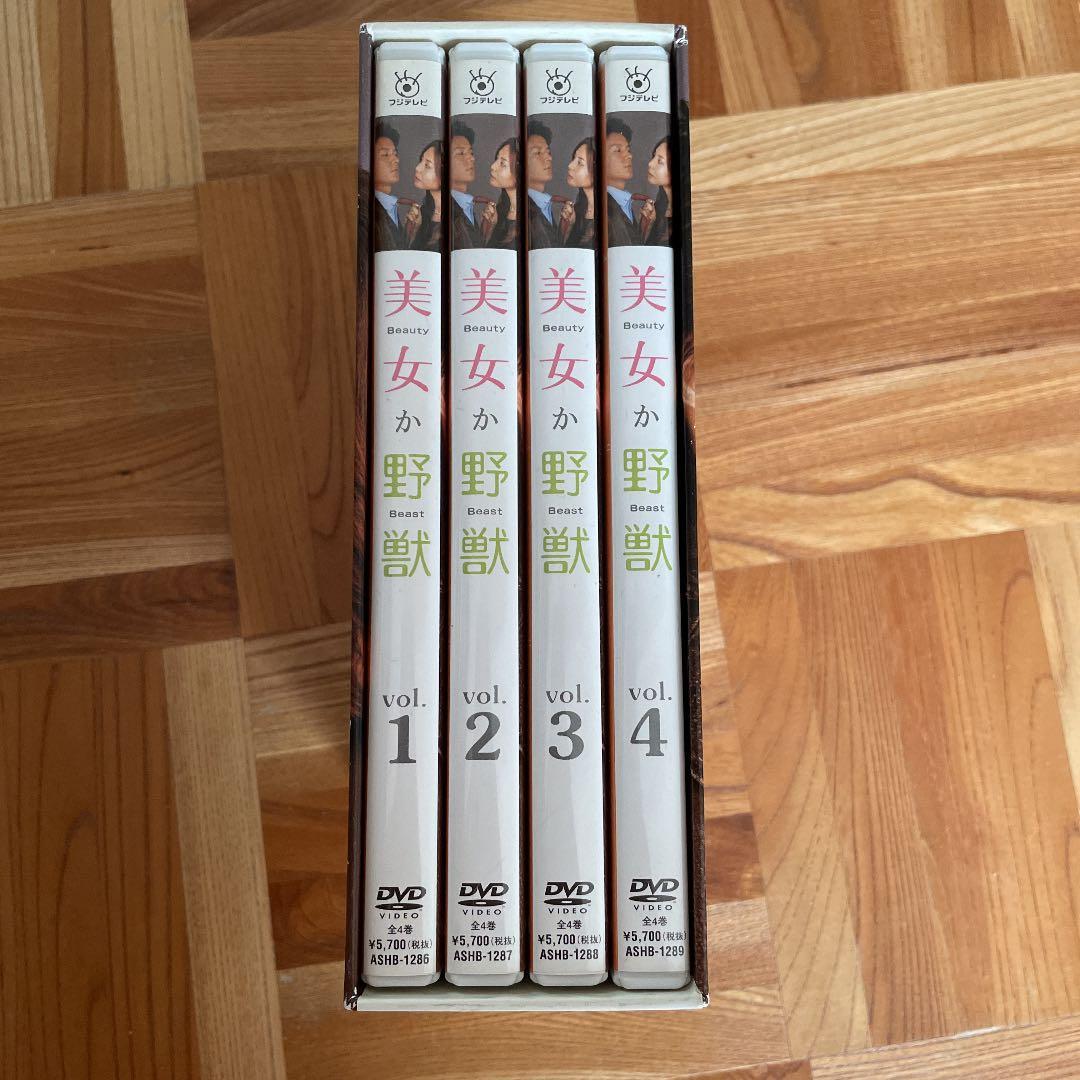 フジテレビ
美
Beauty
女
か
野
Beast
獣
vol.
1
DVD
VIDEO
全4巻
¥5,700(税抜)
ASHB-1286
フジテレビ
美
Beauty
女
か
野
Beast
獣
vol.
2
DVD
VIDEO
全4巻
¥5,700(税抜)
ASHB-1287
フジテレビ
美
Beauty
女
か
野
Beast
獣
vol.
3
DVD
VIDEO
全4巻
¥5,700(税抜)
ASHB-1288
フジテレビ
美
Beauty
女
か
野
Beast
獣
vol.
4
DVD
VIDEO
全4巻
¥5,700(税抜)
ASHB-1289